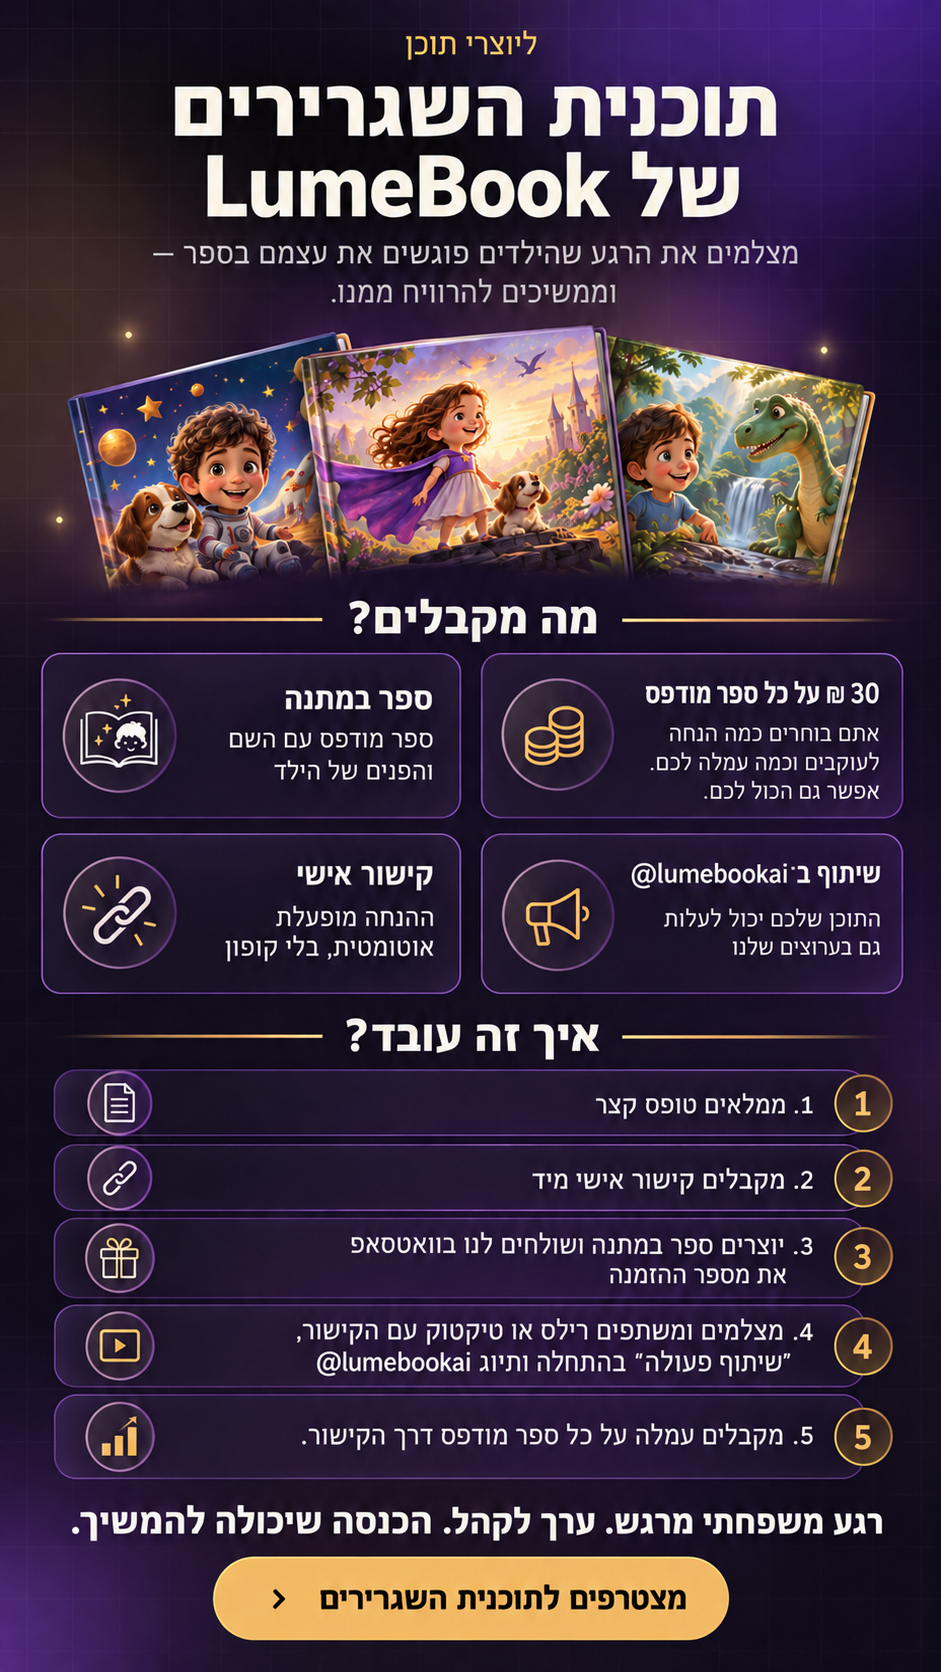 ליוצרי תוכן
תוכנית השגרירים
של LumeBook
מצלמים את הרגע שהילדים פוגשים את עצמם בספר –
וממשיכים להרוויח ממנו.
מה מקבלים?
30 ₪ על כל ספר מודפס
אתם בוחרים כמה הנחה
לעוקבים וכמה עמלה לכם.
אפשר גם הכול לכם.
ספר במתנה
ספר מודפס עם השם
והפנים של הילד
שיתוף ב־@lumebookai
התוכן שלכם יכול לעלות
גם בערוצים שלנו
קישור אישי
ההנחה מופעלת
אוטומטית, בלי קופון
איך זה עובד?
1
1. ממלאים טופס קצר
2
2. מקבלים קישור אישי מיד
3
3. יוצרים ספר במתנה ושולחים לנו בוואטסאפ
את מספר ההזמנה
4
4. מצלמים ומשתפים רילס או טיקטוק עם הקישור,
"שיתוף פעולה" בהתחלה ותיוג @lumebookai
5
5. מקבלים עמלה על כל ספר מודפס דרך הקישור.
רגע משפחתי מרגש. ערך לקהל. הכנסה שיכולה להמשיך.
מצטרפים לתוכנית השגרירים